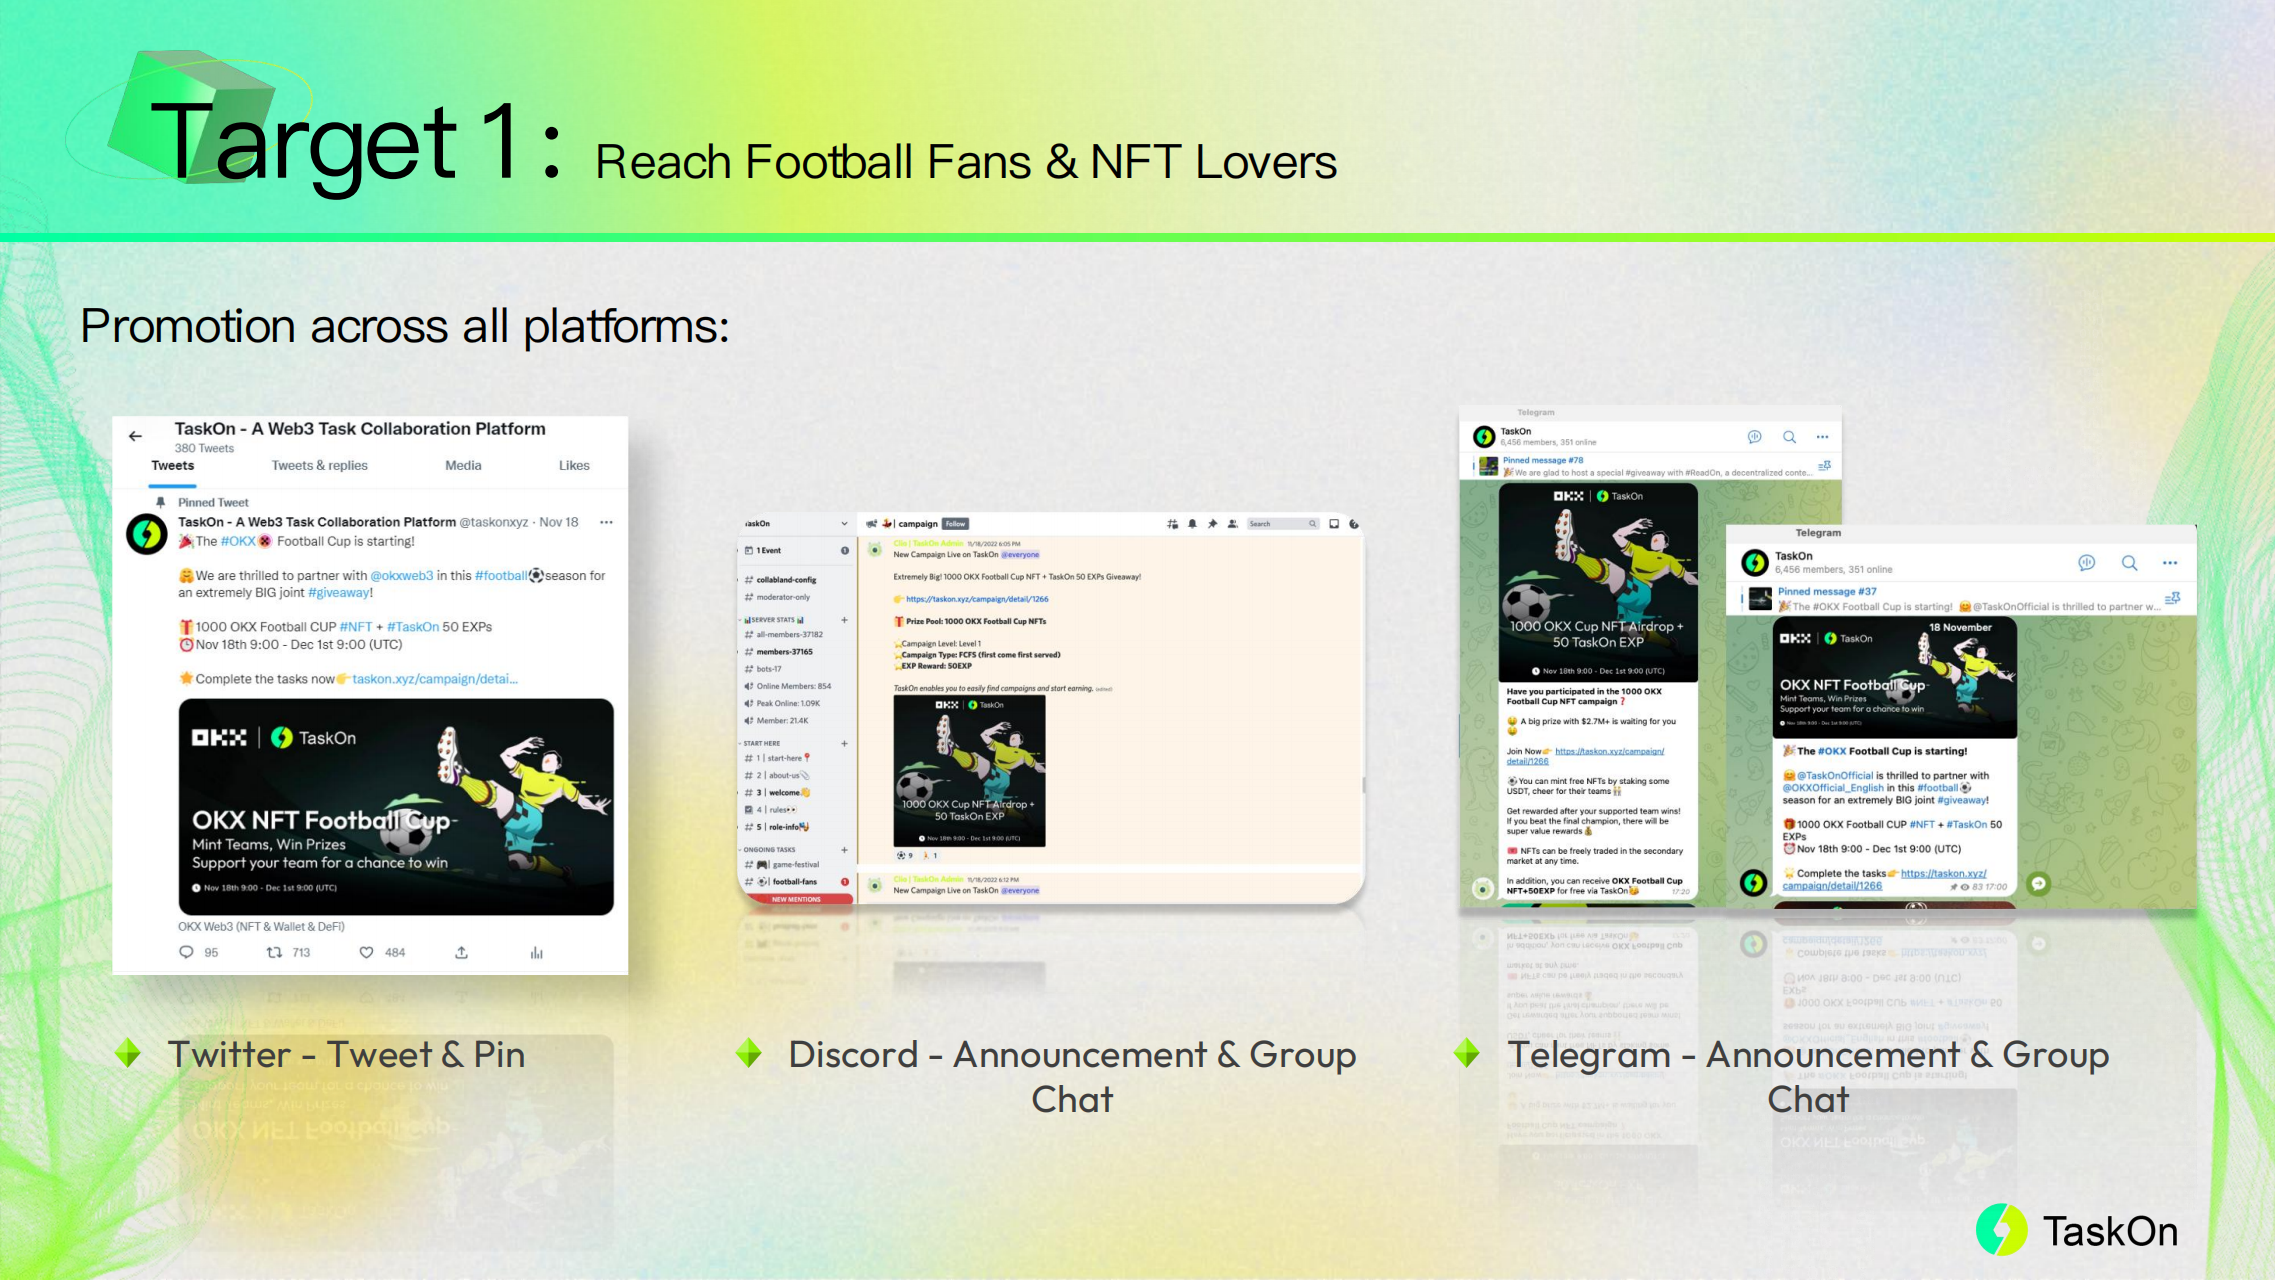 Target 1: Reach Football Fans & NFT Lovers
Promotion across all platforms:
TaskOn - A Web3 Task Collaboration Platform
380 Tweets
Tweets Tweets & replies Media Likes
Pinned Tweet
TaskOn - A Web3 Task Collaboration Platform @taskonxyz · Nov 18 ...
🎉The #OKX Football Cup is starting!
🤗We are thrilled to partner with @okxweb3 in this #football⚽season for
an extremely BIG joint #giveaway!
🎁1000 OKX Football CUP #NFT + #TaskOn 50 EXPs
⏰Nov 18th 9:00 - Dec 1st 9:00 (UTC)
🌟Complete the tasks now👉taskon.xyz/campaign/detai...
OKX | TaskOn
OKX NFT Football Cup
Mint Teams, Win Prizes
Support your team for a chance to win
Nov 18th 9:00 - Dec 1st 9:00 (UTC)
OKX Web3 (NFT & Wallet & DeFi)
95 713 484
Twitter - Tweet & Pin
TaskOn
1 Event
# collabland-config
# moderator-only
SERVER STATS
# all-members-37182
# members-37165
# bots-17
Online Members: 854
Peak Online: 1.09K
Member: 21.4K
START HERE
# 1 | start-here
# 2 | about-us
# 3 | welcome
4 | rules
# 5 | role-info
ONGOING TASKS
# | game-festival
# | football-fans 1
NEW MENTIONS
| campaign Follow
Search
Clio | TaskOn Admin 11/18/2022 6:05 PM
New Campaign Live on TaskOn @everyone
Extremely Big! 1000 OKX Football Cup NFT + TaskOn 50 EXPs Giveaway!
👉 https://taskon.xyz/campaign/detail/1266
🎁 Prize Pool: 1000 OKX Football Cup NFTs
Campaign Level: Level 1
Campaign Type: FCFS (first come first served)
EXP Reward: 50EXP
TaskOn enables you to easily find campaigns and start earning. (edited)
OKX | TaskOn
1000 OKX Cup NFT Airdrop +
50 TaskOn EXP
Nov 18th 9:00 - Dec 1st 9:00 (UTC)
9 1
Clio | TaskOn Admin 11/18/2022 6:12 PM
New Campaign Live on TaskOn @everyone
Discord - Announcement & Group
Chat
Telegram
TaskOn
6,456 members, 351 online
Pinned message #78
🎉We are glad to host a special #giveaway with #ReadOn, a decentralized conte...
OKX | TaskOn
1000 OKX Cup NFT Airdrop +
50 TaskOn EXP
Nov 18th 9:00 - Dec 1st 9:00 (UTC)
Have you participated in the 1000 OKX
Football Cup NFT campaign ❓
A big prize with $2.7M+ is waiting for you
Join Now👉 https://taskon.xyz/campaign/
detail/1266
⚽You can mint free NFTs by staking some
USDT, cheer for their teams
Get rewarded after your supported team wins!
If you beat the final champion, there will be
super value rewards 💰
NFTs can be freely traded in the secondary
market at any time.
In addition, you can receive OKX Football Cup
NFT+50EXP for free via TaskOn
17:20
Telegram
TaskOn
6,456 members, 351 online
Pinned message #37
🎉The #OKX Football Cup is starting! 🤗@TaskOnOfficial is thrilled to partner w...
18 November
OKX | TaskOn
OKX NFT Football Cup
Mint Teams, Win Prizes
Support your team for a chance to win
Nov 18th 9:00 - Dec 1st 9:00 (UTC)
🎉The #OKX Football Cup is starting!
🤗@TaskOnOfficial is thrilled to partner with
@OKXOfficial_English in this #football⚽
season for an extremely BIG joint #giveaway!
🎁1000 OKX Football CUP #NFT + #TaskOn 50
EXPs
⏰Nov 18th 9:00 - Dec 1st 9:00 (UTC)
🌟Complete the tasks👉https://taskon.xyz/
campaign/detail/1266
83 17:00
Telegram - Announcement & Group
Chat
TaskOn